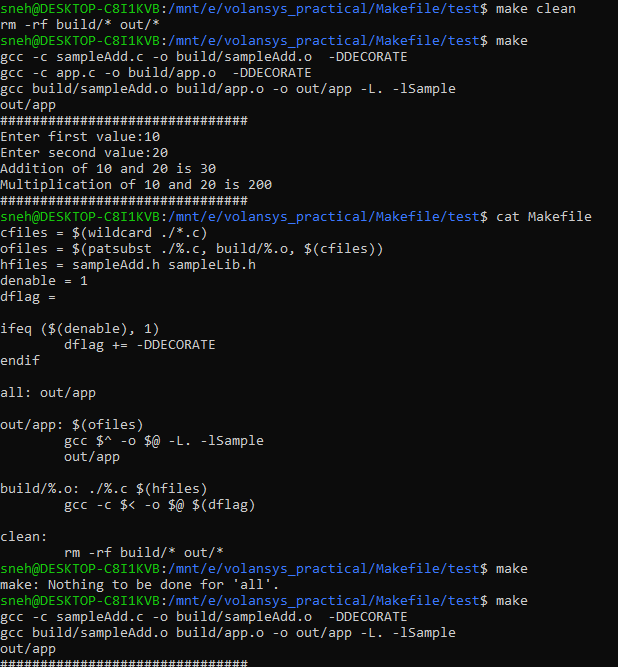 sneh@DESKTOP-C8I1KVB:/mnt/e/volansys_practical/Makefile/test$ make clean
rm -rf build/* out/*
sneh@DESKTOP-C8I1KVB:/mnt/e/volansys_practical/Makefile/test$ make
gcc -c sampleAdd.c -o build/sampleAdd.o  -DDECORATE
gcc -c app.c -o build/app.o  -DDECORATE
gcc build/sampleAdd.o build/app.o -o out/app -L. -lSample
out/app
###############################
Enter first value:10
Enter second value:20
Addition of 10 and 20 is 30
Multiplication of 10 and 20 is 200
###############################
sneh@DESKTOP-C8I1KVB:/mnt/e/volansys_practical/Makefile/test$ cat Makefile
cfiles = $(wildcard ./*.c)
ofiles = $(patsubst ./%.c, build/%.o, $(cfiles))
hfiles = sampleAdd.h sampleLib.h
denable = 1
dflag =
ifeq ($(denable), 1)
        dflag += -DDECORATE
endif
all: out/app
out/app: $(ofiles)
        gcc $^ -o $@ -L. -lSample
        out/app
build/%.o: ./%.c $(hfiles)
        gcc -c $< -o $@ $(dflag)
clean:
        rm -rf build/* out/*
sneh@DESKTOP-C8I1KVB:/mnt/e/volansys_practical/Makefile/test$ make
make: Nothing to be done for 'all'.
sneh@DESKTOP-C8I1KVB:/mnt/e/volansys_practical/Makefile/test$ make
gcc -c sampleAdd.c -o build/sampleAdd.o  -DDECORATE
gcc build/sampleAdd.o build/app.o -o out/app -L. -lSample
out/app
###############################